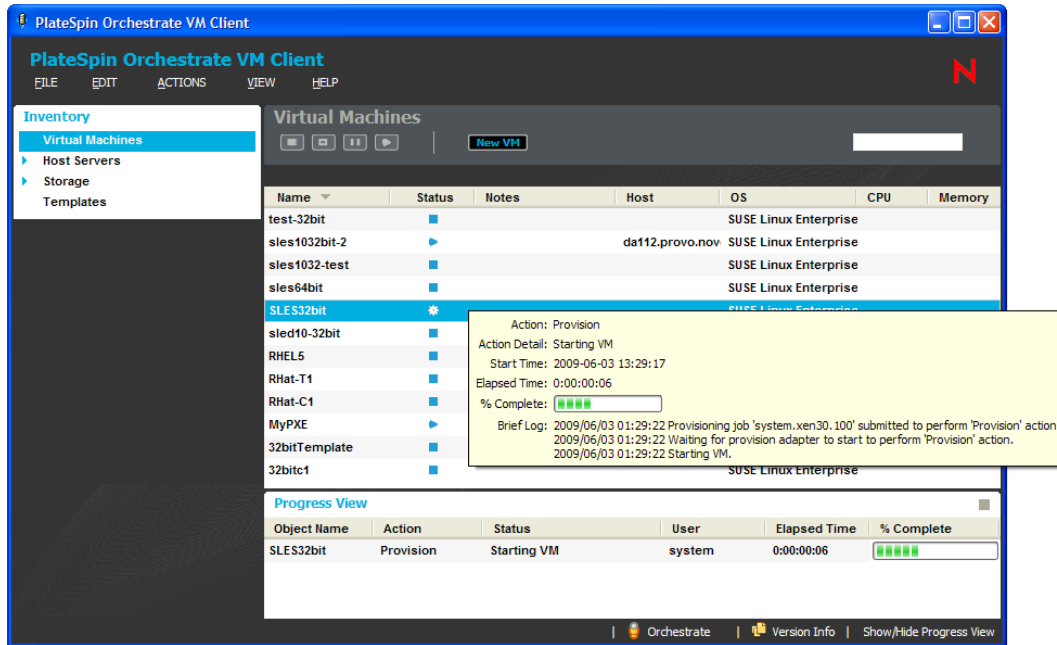 PlateSpin Orchestrate VM Client
PlateSpin Orchestrate VM Client
FILE EDIT ACTIONS VIEW HELP
N
Inventory
Virtual Machines
Host Servers
Storage
Templates
Virtual Machines
New VM
Name Status Notes Host OS CPU Memory
test-32bit SUSE Linux Enterprise
sles1032bit-2 da112.provo.nov SUSE Linux Enterprise
sles1032-test SUSE Linux Enterprise
sles64bit SUSE Linux Enterprise
SLES32bit SUSE Linux Enterprise
sled10-32bit
RHEL5
RHat-T1
RHat-C1
MyPXE
32bitTemplate
32bitc1 SUSE Linux Enterprise
Action: Provision
Action Detail: Starting VM
Start Time: 2009-06-03 13:29:17
Elapsed Time: 0:00:00:06
% Complete:
Brief Log: 2009/06/03 01:29:22 Provisioning job 'system.xen30.100' submitted to perform 'Provision' action
2009/06/03 01:29:22 Waiting for provision adapter to start to perform 'Provision' action.
2009/06/03 01:29:22 Starting VM.
Progress View
Object Name Action Status User Elapsed Time % Complete
SLES32bit Provision Starting VM system 0:00:00:06
Orchestrate | Version Info | Show/Hide Progress View